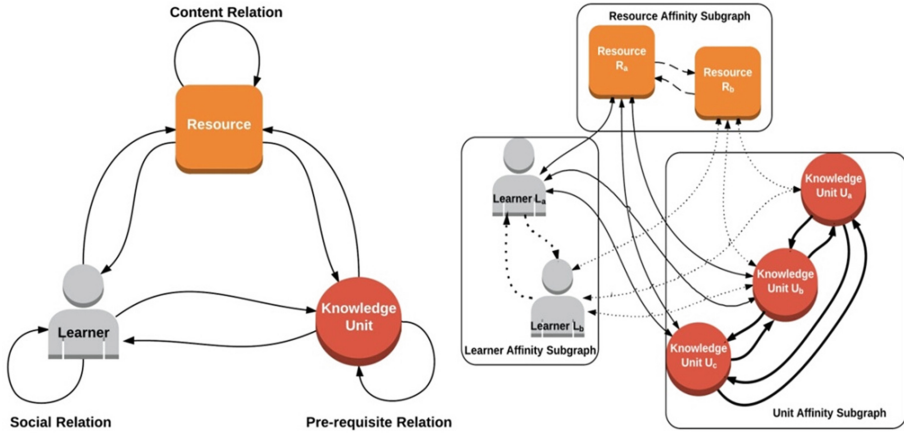 Content Relation
Resource
Learner
Knowledge
Unit
Social Relation
Pre-requisite Relation
Resource Affinity Subgraph
Resource
Ra
Resource
Rb
Learner La
Learner Lb
Learner Affinity Subgraph
Knowledge
Unit Ua
Knowledge
Unit Ub
Knowledge
Unit Uc
Unit Affinity Subgraph